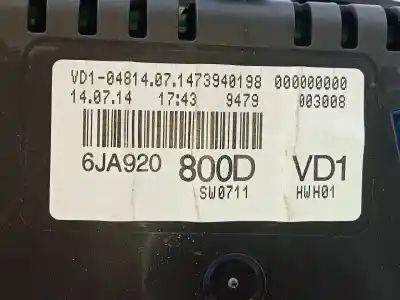 VD1-04814.07.1473940198 000000000
14.07.14 17:43 9479 003008
6JA920 800D VD1
SW0711 HWH01